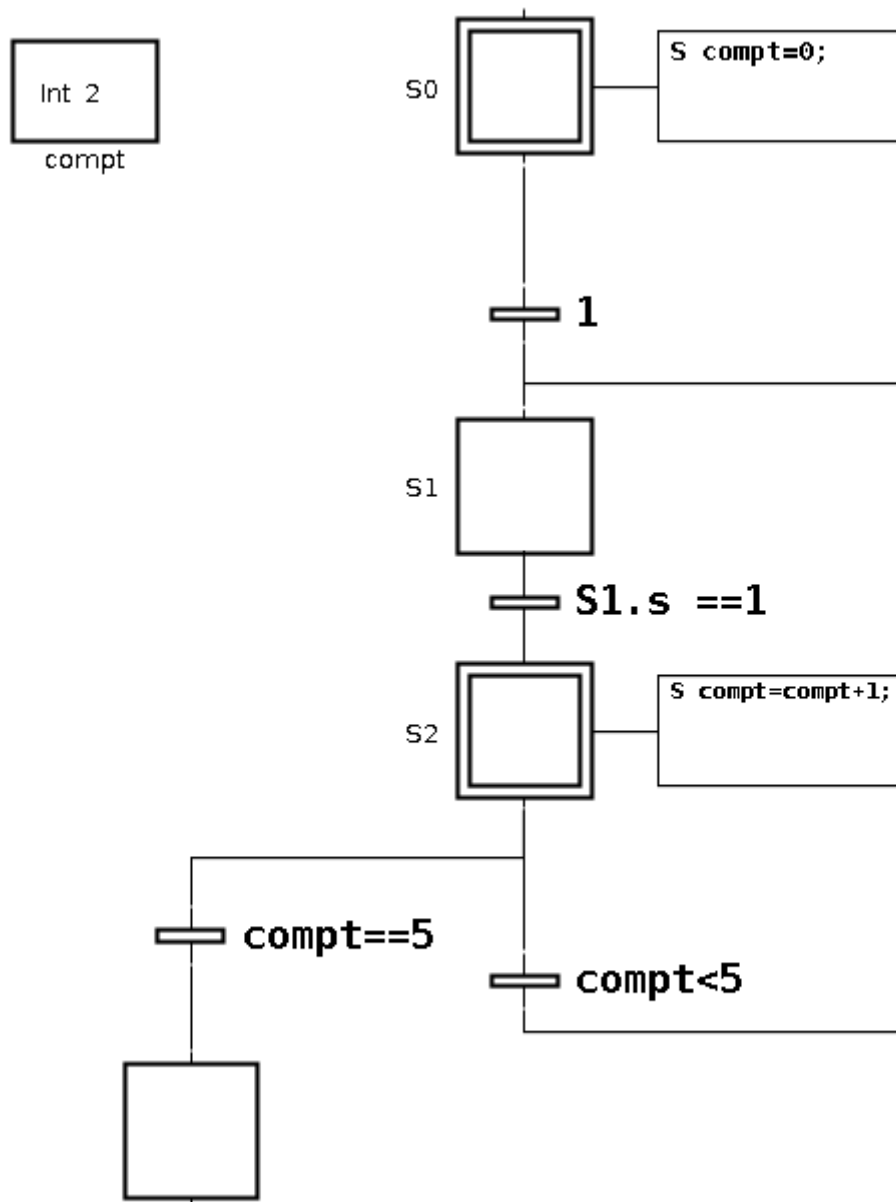 S compt=0;
Int 2
S0
compt
1
S1
S1.s ==1
S compt=compt+1;
S2
compt==5
compt<5